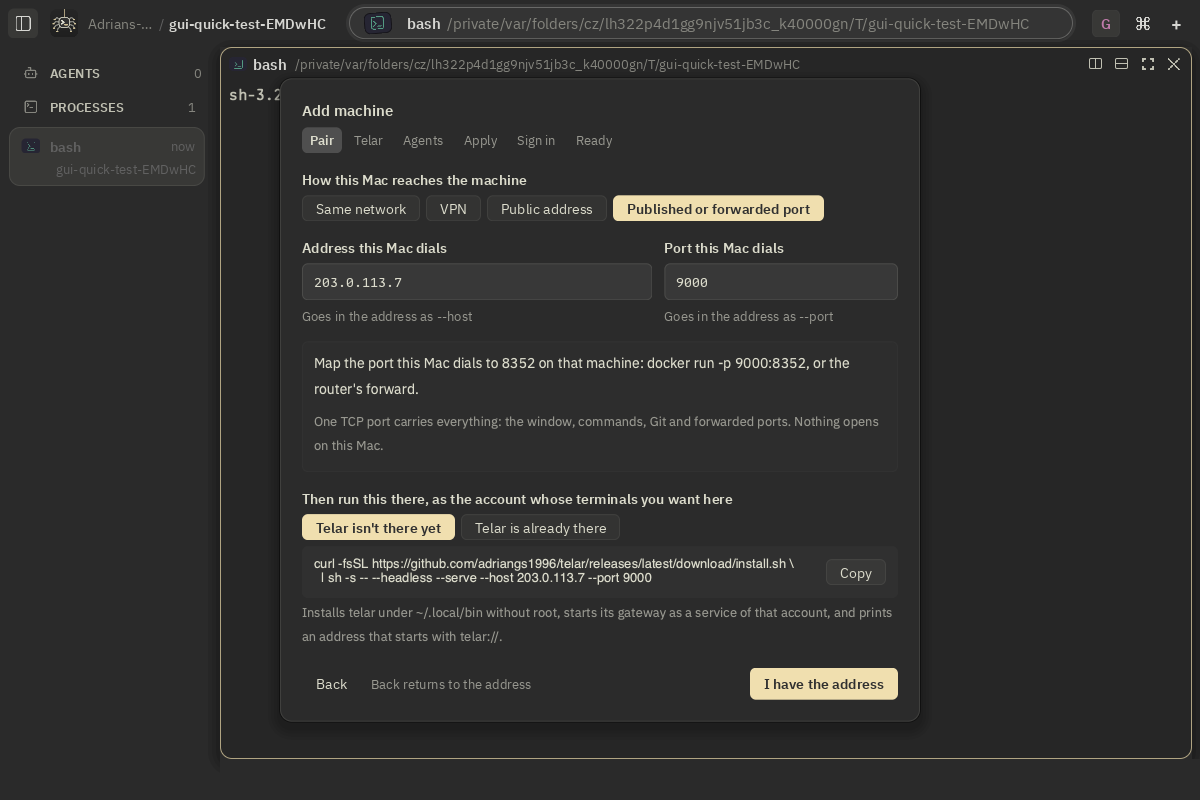 Adrians-... / gui-quick-test-EMDwHC
bash /private/var/folders/cz/lh322p4d1gg9njv51jb3c_k40000gn/T/gui-quick-test-EMDwHC
G ⌘ +
AGENTS 0
PROCESSES 1
bash now
gui-quick-test-EMDwHC
bash /private/var/folders/cz/lh322p4d1gg9njv51jb3c_k40000gn/T/gui-quick-test-EMDwHC
sh-3.2
Add machine
Pair Telar Agents Apply Sign in Ready
How this Mac reaches the machine
Same network VPN Public address Published or forwarded port
Address this Mac dials Port this Mac dials
203.0.113.7 9000
Goes in the address as --host Goes in the address as --port
Map the port this Mac dials to 8352 on that machine: docker run -p 9000:8352, or the
router's forward.
One TCP port carries everything: the window, commands, Git and forwarded ports. Nothing opens
on this Mac.
Then run this there, as the account whose terminals you want here
Telar isn't there yet Telar is already there
curl -fsSL https://github.com/adriangs1996/telar/releases/latest/download/install.sh \
| sh -s -- --headless --serve --host 203.0.113.7 --port 9000
Copy
Installs telar under ~/.local/bin without root, starts its gateway as a service of that account, and prints
an address that starts with telar://.
Back Back returns to the address I have the address